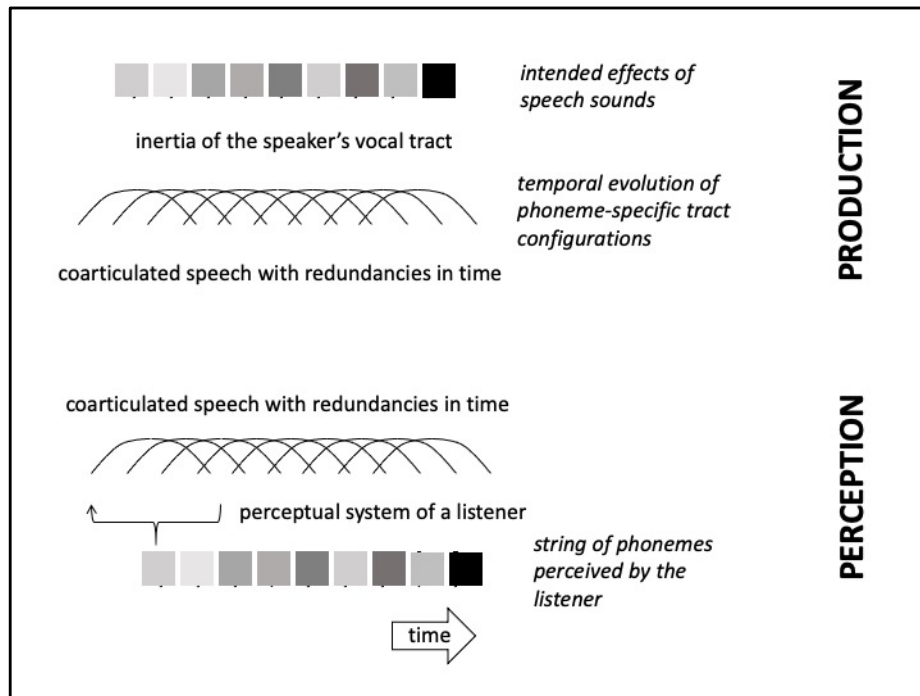 intended effects of
speech sounds
inertia of the speaker's vocal tract
temporal evolution of
phoneme-specific tract
configurations
coarticulated speech with redundancies in time
PRODUCTION
coarticulated speech with redundancies in time
perceptual system of a listener
string of phonemes
perceived by the
listener
time
PERCEPTION